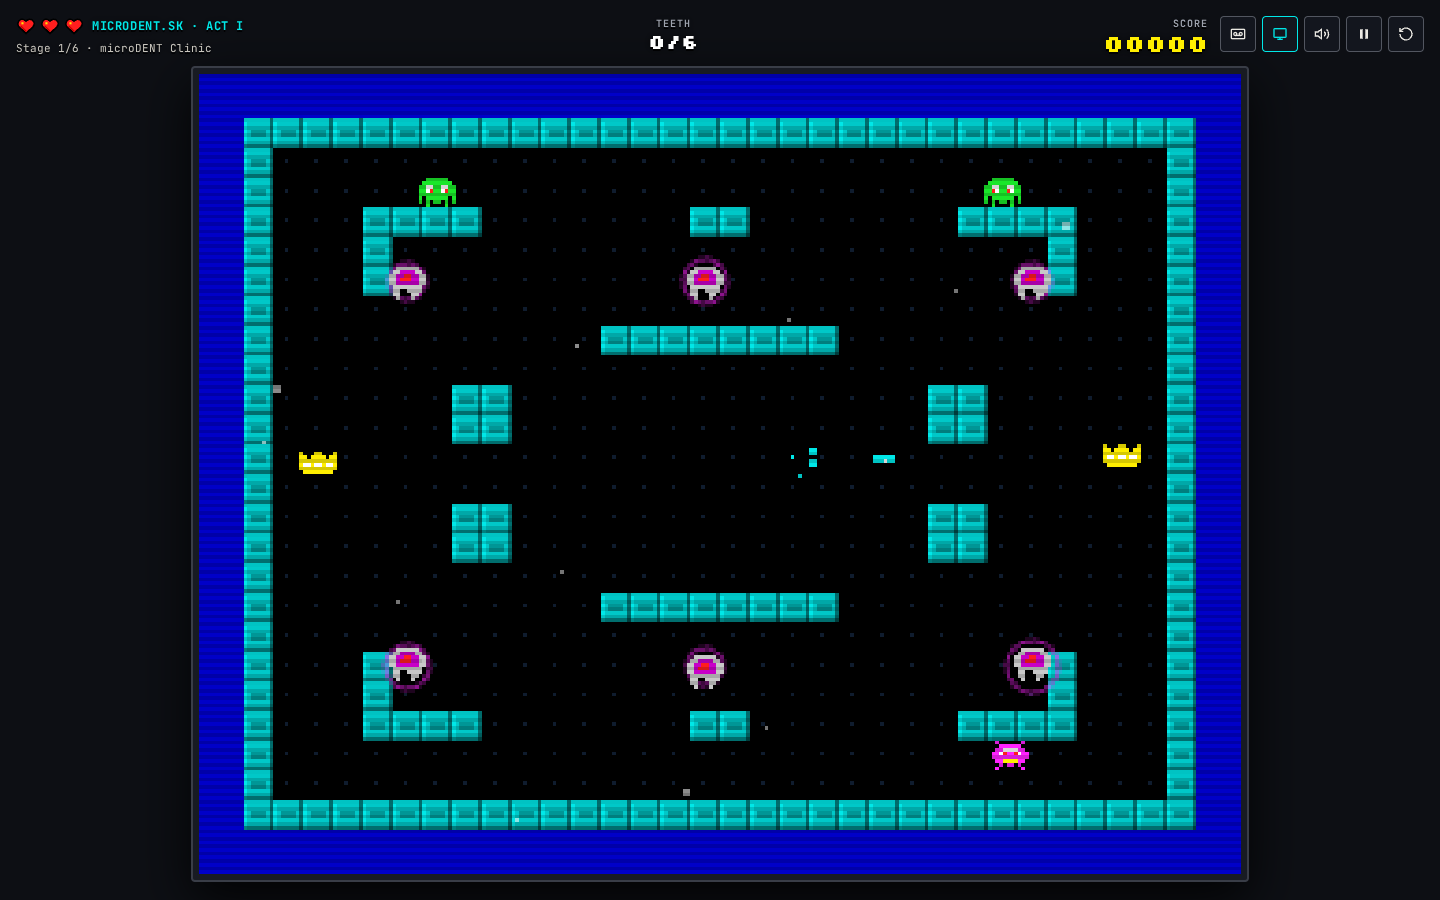 MICRODENT.SK · ACT I
Stage 1/6 · microDENT Clinic
TEETH
0/6
SCORE
00000